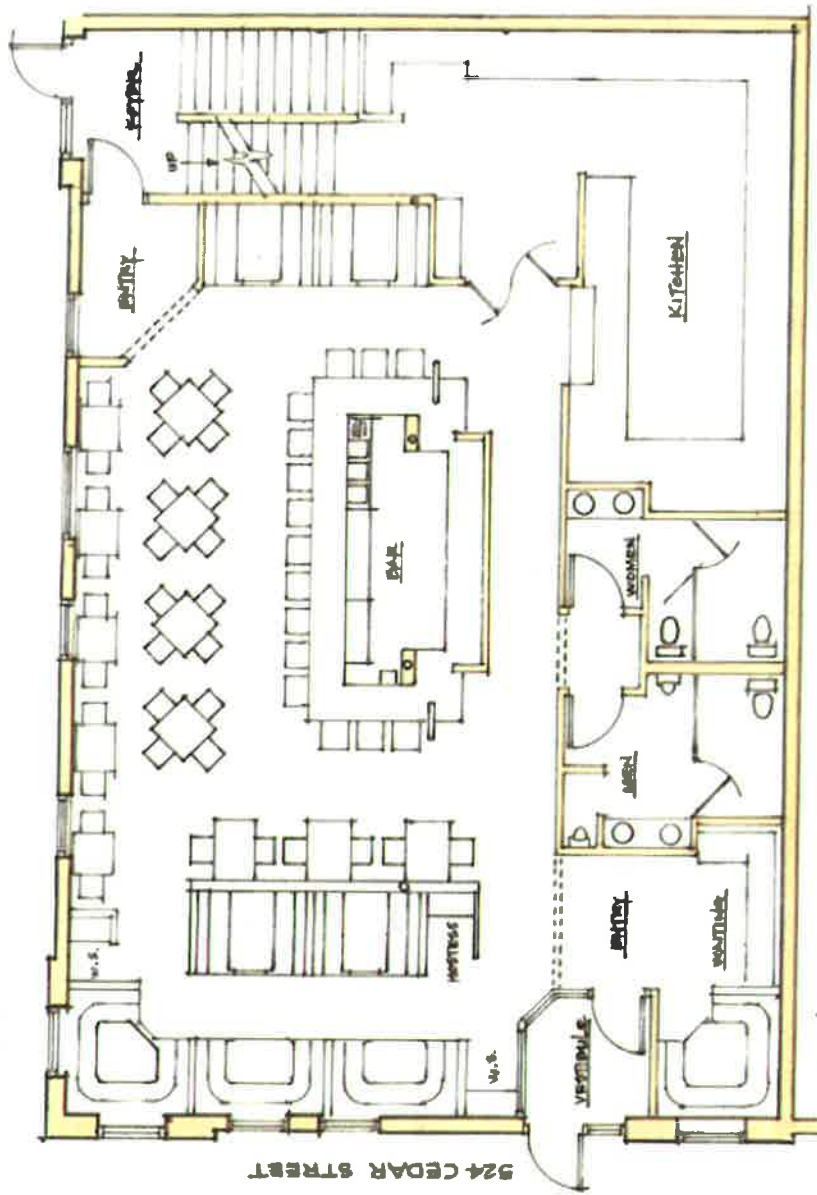 UP
ENTRY
KITCHEN
BAR
WOMEN
MEN
ENTRY
WAITING
HOSTESS
W.S.
W.S.
VESTIBULE
524 CEDAR STREET